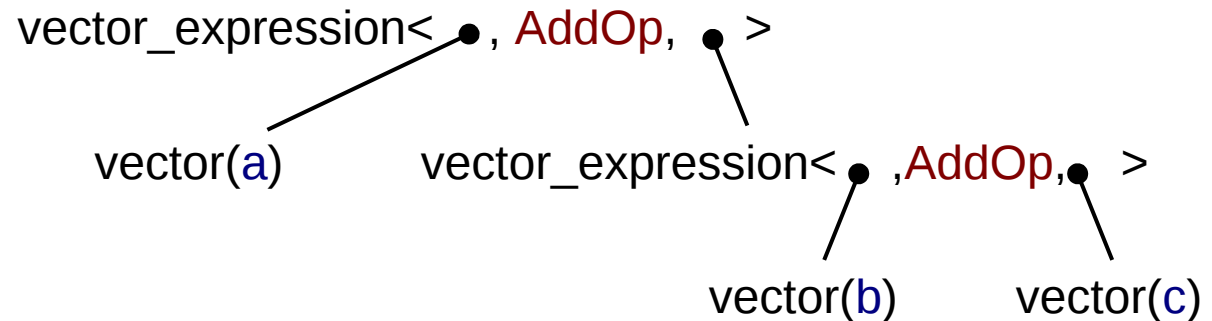 vector_expression< , AddOp, >
vector(a) vector_expression< ,AddOp, >
vector(b) vector(c)